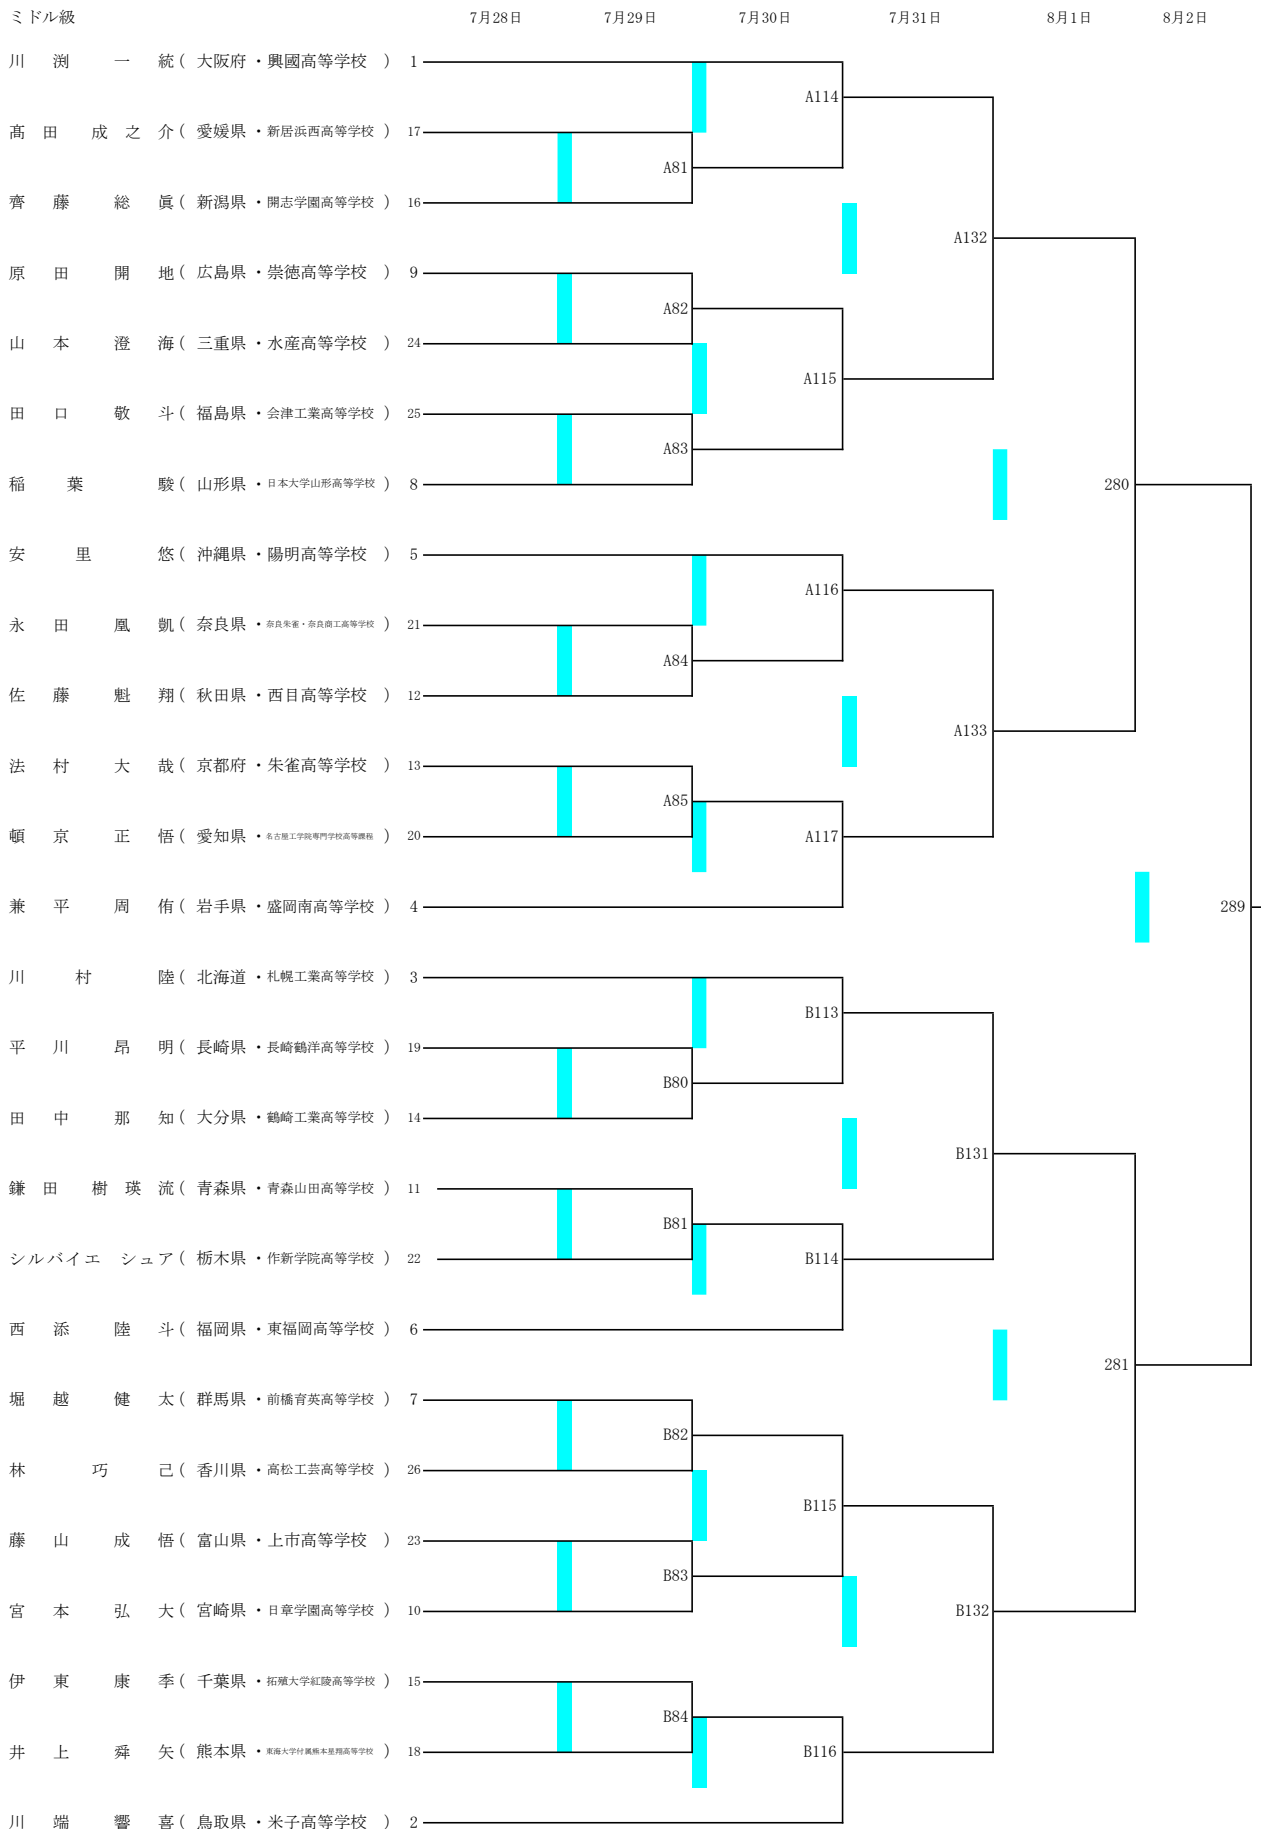 ミドル級 7月28日 7月29日 7月30日 7月31日 8月1日 8月2日
川渕一統(大阪府・興國高等学校) 1
A114
髙田成之介(愛媛県・新居浜西高等学校) 17
A81
齊藤総眞(新潟県・開志学園高等学校) 16
A132
原田開地(広島県・崇徳高等学校) 9
A82
山本澄海(三重県・水産高等学校) 24
A115
田口敬斗(福島県・会津工業高等学校) 25
A83
稲葉駿(山形県・日本大学山形高等学校) 8
280
安里悠(沖縄県・陽明高等学校) 5
A116
永田凰凱(奈良県・奈良朱雀・奈良商工高等学校) 21
A84
佐藤魁翔(秋田県・西目高等学校) 12
A133
法村大哉(京都府・朱雀高等学校) 13
A85
頓京正悟(愛知県・名古屋工学院専門学校高等課程) 20
A117
兼平周侑(岩手県・盛岡南高等学校) 4
289
川村陸(北海道・札幌工業高等学校) 3
B113
平川昂明(長崎県・長崎鶴洋高等学校) 19
B80
田中那知(大分県・鶴崎工業高等学校) 14
B131
鎌田樹瑛流(青森県・青森山田高等学校) 11
B81
シルバイエ シュア(栃木県・作新学院高等学校) 22
B114
西添陸斗(福岡県・東福岡高等学校) 6
281
堀越健太(群馬県・前橋育英高等学校) 7
B82
林巧己(香川県・高松工芸高等学校) 26
B115
藤山成悟(富山県・上市高等学校) 23
B83
宮本弘大(宮崎県・日章学園高等学校) 10
B132
伊東康季(千葉県・拓殖大学紅陵高等学校) 15
B84
井上舜矢(熊本県・東海大学付属熊本星翔高等学校) 18
B116
川端響喜(鳥取県・米子高等学校) 2